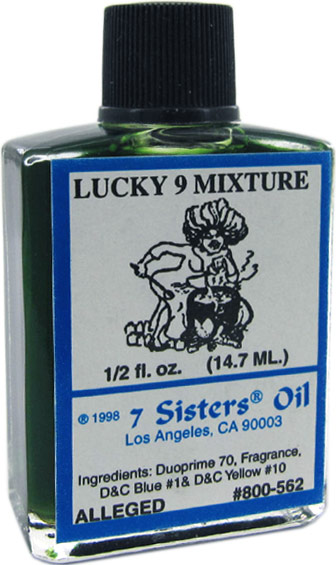 LUCKY 9 MIXTURE
1/2 fl. oz. (14.7 ML.)
® 1998 7 Sisters® Oil
Los Angeles, CA 90003
Ingredients: Duoprime 70, Fragrance,
D&C Blue #1& D&C Yellow #10
ALLEGED #800-562